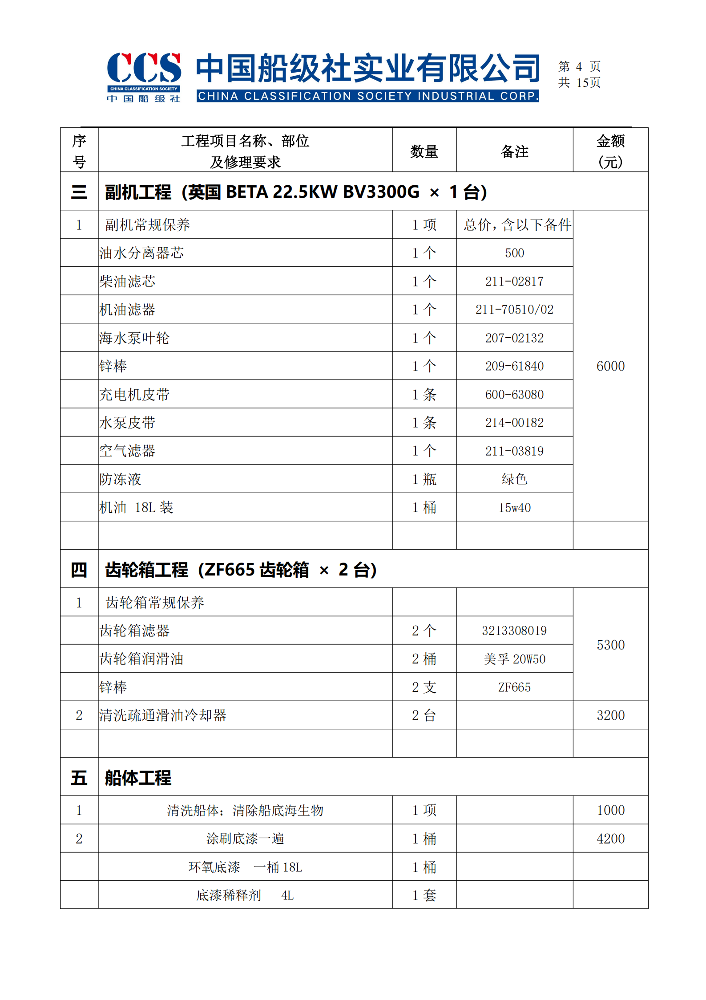 CCS
CHINA CLASSIFICATION SOCIETY
中国船级社
中国船级社实业有限公司
CHINA CLASSIFICATION SOCIETY INDUSTRIAL CORP.
第 4 页
共 15页
序号 工程项目名称、部位及修理要求 数量 备注 金额(元)
三 副机工程 (英国 BETA 22.5KW BV3300G × 1 台)
1 副机常规保养 1 项 总价，含以下备件 6000
油水分离器芯 1 个 500
柴油滤芯 1 个 211-02817
机油滤器 1 个 211-70510/02
海水泵叶轮 1 个 207-02132
锌棒 1 个 209-61840
充电机皮带 1 条 600-63080
水泵皮带 1 条 214-00182
空气滤器 1 个 211-03819
防冻液 1 瓶 绿色
机油 18L 装 1 桶 15w40
四 齿轮箱工程 (ZF665 齿轮箱 × 2 台)
1 齿轮箱常规保养 5300
齿轮箱滤器 2 个 3213308019
齿轮箱润滑油 2 桶 美孚 20W50
锌棒 2 支 ZF665
2 清洗疏通滑油冷却器 2 台 3200
五 船体工程
1 清洗船体；清除船底海生物 1 项 1000
2 涂刷底漆一遍 1 桶 4200
环氧底漆 一桶 18L 1 桶
底漆稀释剂 4L 1 套